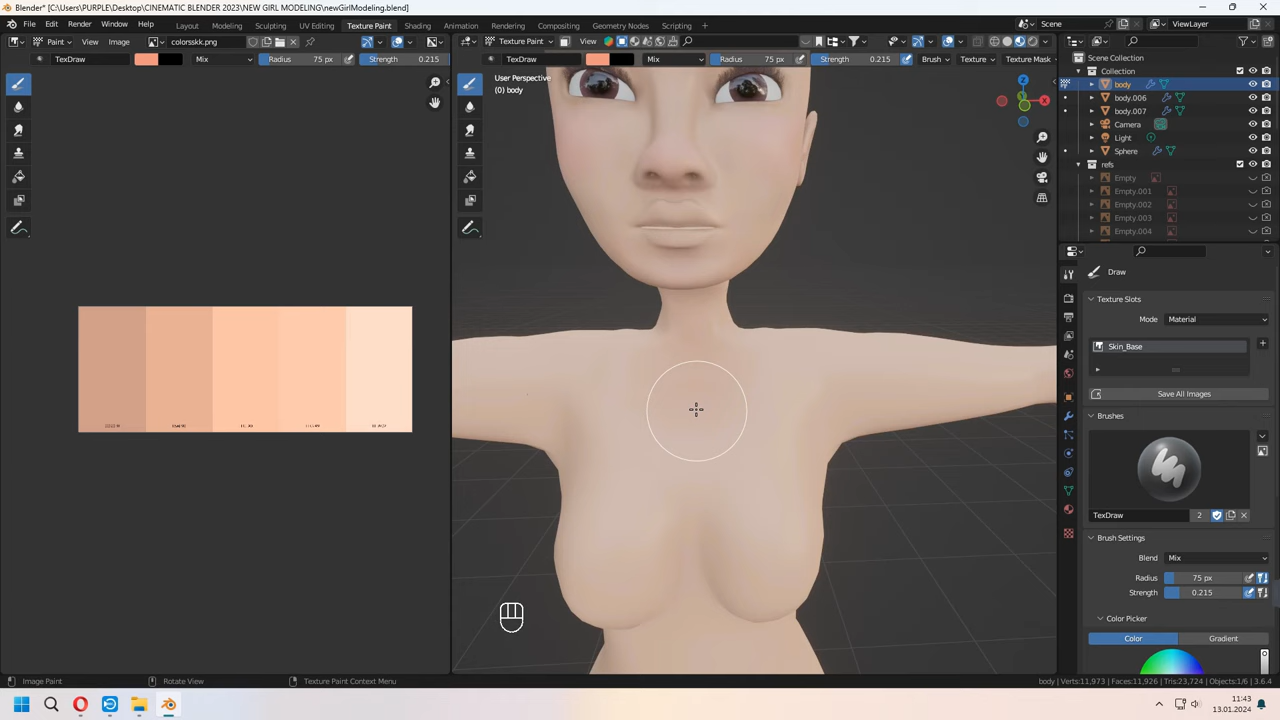 Blender* [C:\Users\PURPLE\Desktop\CINEMATIC BLENDER 2023\NEW GIRL MODELING\newGirlModeling.blend]
File Edit Render Window Help Layout Modeling Sculpting UV Editing Texture Paint Shading Animation Rendering Compositing Geometry Nodes Scripting Scene ViewLayer
Paint View Image colorsskk.png Texture Paint View
TexDraw Mix Radius 75 px Strength 0.215 TexDraw Mix Radius 75 px Strength 0.215 Brush Texture Texture Mask
User Perspective
(0) body
Scene Collection
Collection
body
body.006
body.007
Camera
Light
Sphere
refs
Empty
Empty.001
Empty.002
Empty.003
Empty.004
Draw
Texture Slots
Mode Material
Skin_Base
Save All Images
Brushes
TexDraw 2
Brush Settings
Blend Mix
Radius 75 px
Strength 0.215
Color Picker
Color Gradient
Image Paint Rotate View Texture Paint Context Menu body | Verts:11,973 | Faces:11,926 | Tris:23,724 | Objects:1/6 | 3.6.4
11:43
13.01.2024